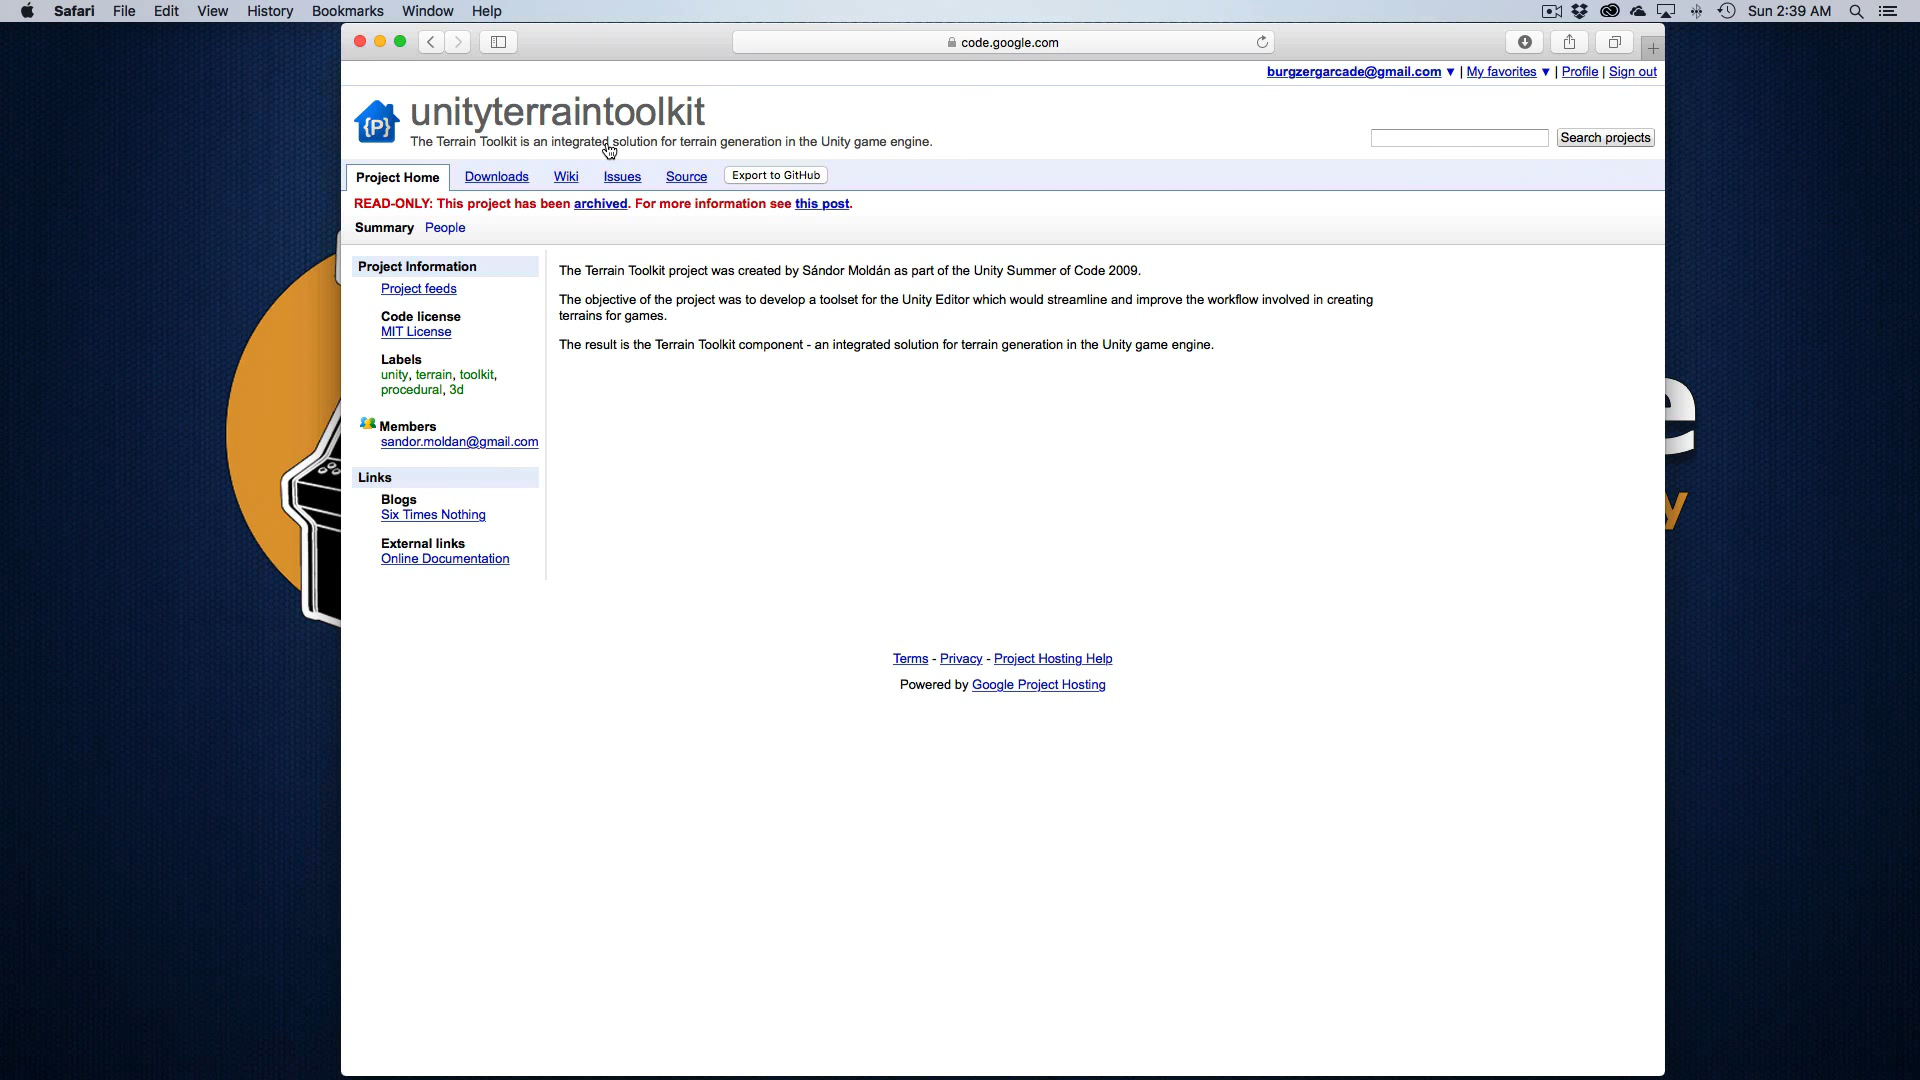 Safari File Edit View History Bookmarks Window Help Sun 2:39 AM
code.google.com
burgzergarcade@gmail.com ▼ | My favorites ▼ | Profile | Sign out
{P} unityterraintoolkit
The Terrain Toolkit is an integrated solution for terrain generation in the Unity game engine.
Search projects
Project Home Downloads Wiki Issues Source Export to GitHub
READ-ONLY: This project has been archived. For more information see this post.
Summary People
Project Information
Project feeds
Code license
MIT License
Labels
unity, terrain, toolkit,
procedural, 3d
Members
sandor.moldan@gmail.com
Links
Blogs
Six Times Nothing
External links
Online Documentation
The Terrain Toolkit project was created by Sándor Moldán as part of the Unity Summer of Code 2009.
The objective of the project was to develop a toolset for the Unity Editor which would streamline and improve the workflow involved in creating
terrains for games.
The result is the Terrain Toolkit component - an integrated solution for terrain generation in the Unity game engine.
Terms - Privacy - Project Hosting Help
Powered by Google Project Hosting
e
y